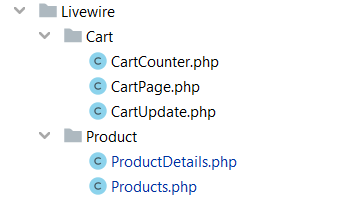 Livewire
Cart
C CartCounter.php
C CartPage.php
C CartUpdate.php
Product
C ProductDetails.php
C Products.php